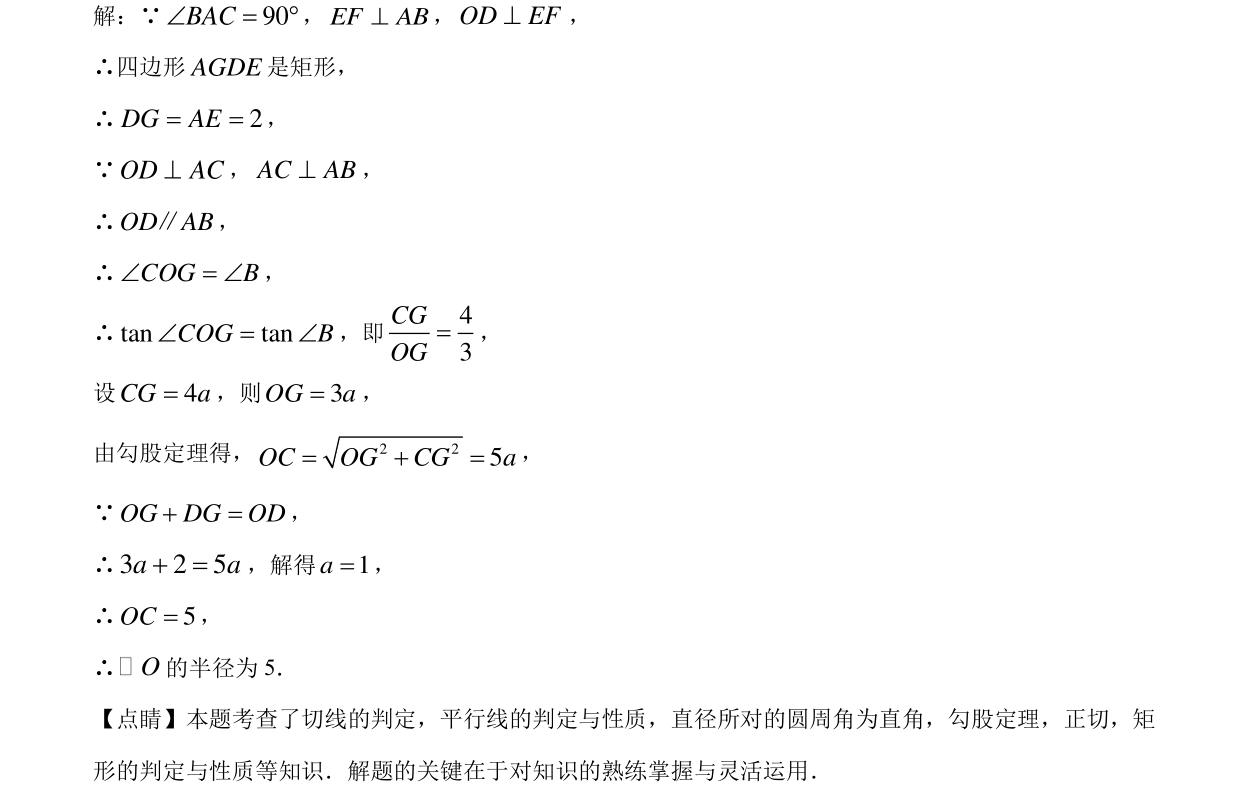 解：∵∠BAC = 90°，EF ⊥ AB，OD ⊥ EF，
∴四边形 AGDE 是矩形，
∴ DG = AE = 2，
∵OD ⊥ AC，AC ⊥ AB，
∴OD∥AB，
∴∠COG = ∠B，
∴tan∠COG = tan∠B，即 CG/OG = 4/3，
设CG = 4a，则OG = 3a，
由勾股定理得，OC = √(OG² + CG²) = 5a，
∵OG + DG = OD，
∴3a + 2 = 5a，解得a = 1，
∴OC = 5，
∴□ O 的半径为 5．
【点睛】本题考查了切线的判定，平行线的判定与性质，直径所对的圆周角为直角，勾股定理，正切，矩
形的判定与性质等知识．解题的关键在于对知识的熟练掌握与灵活运用．